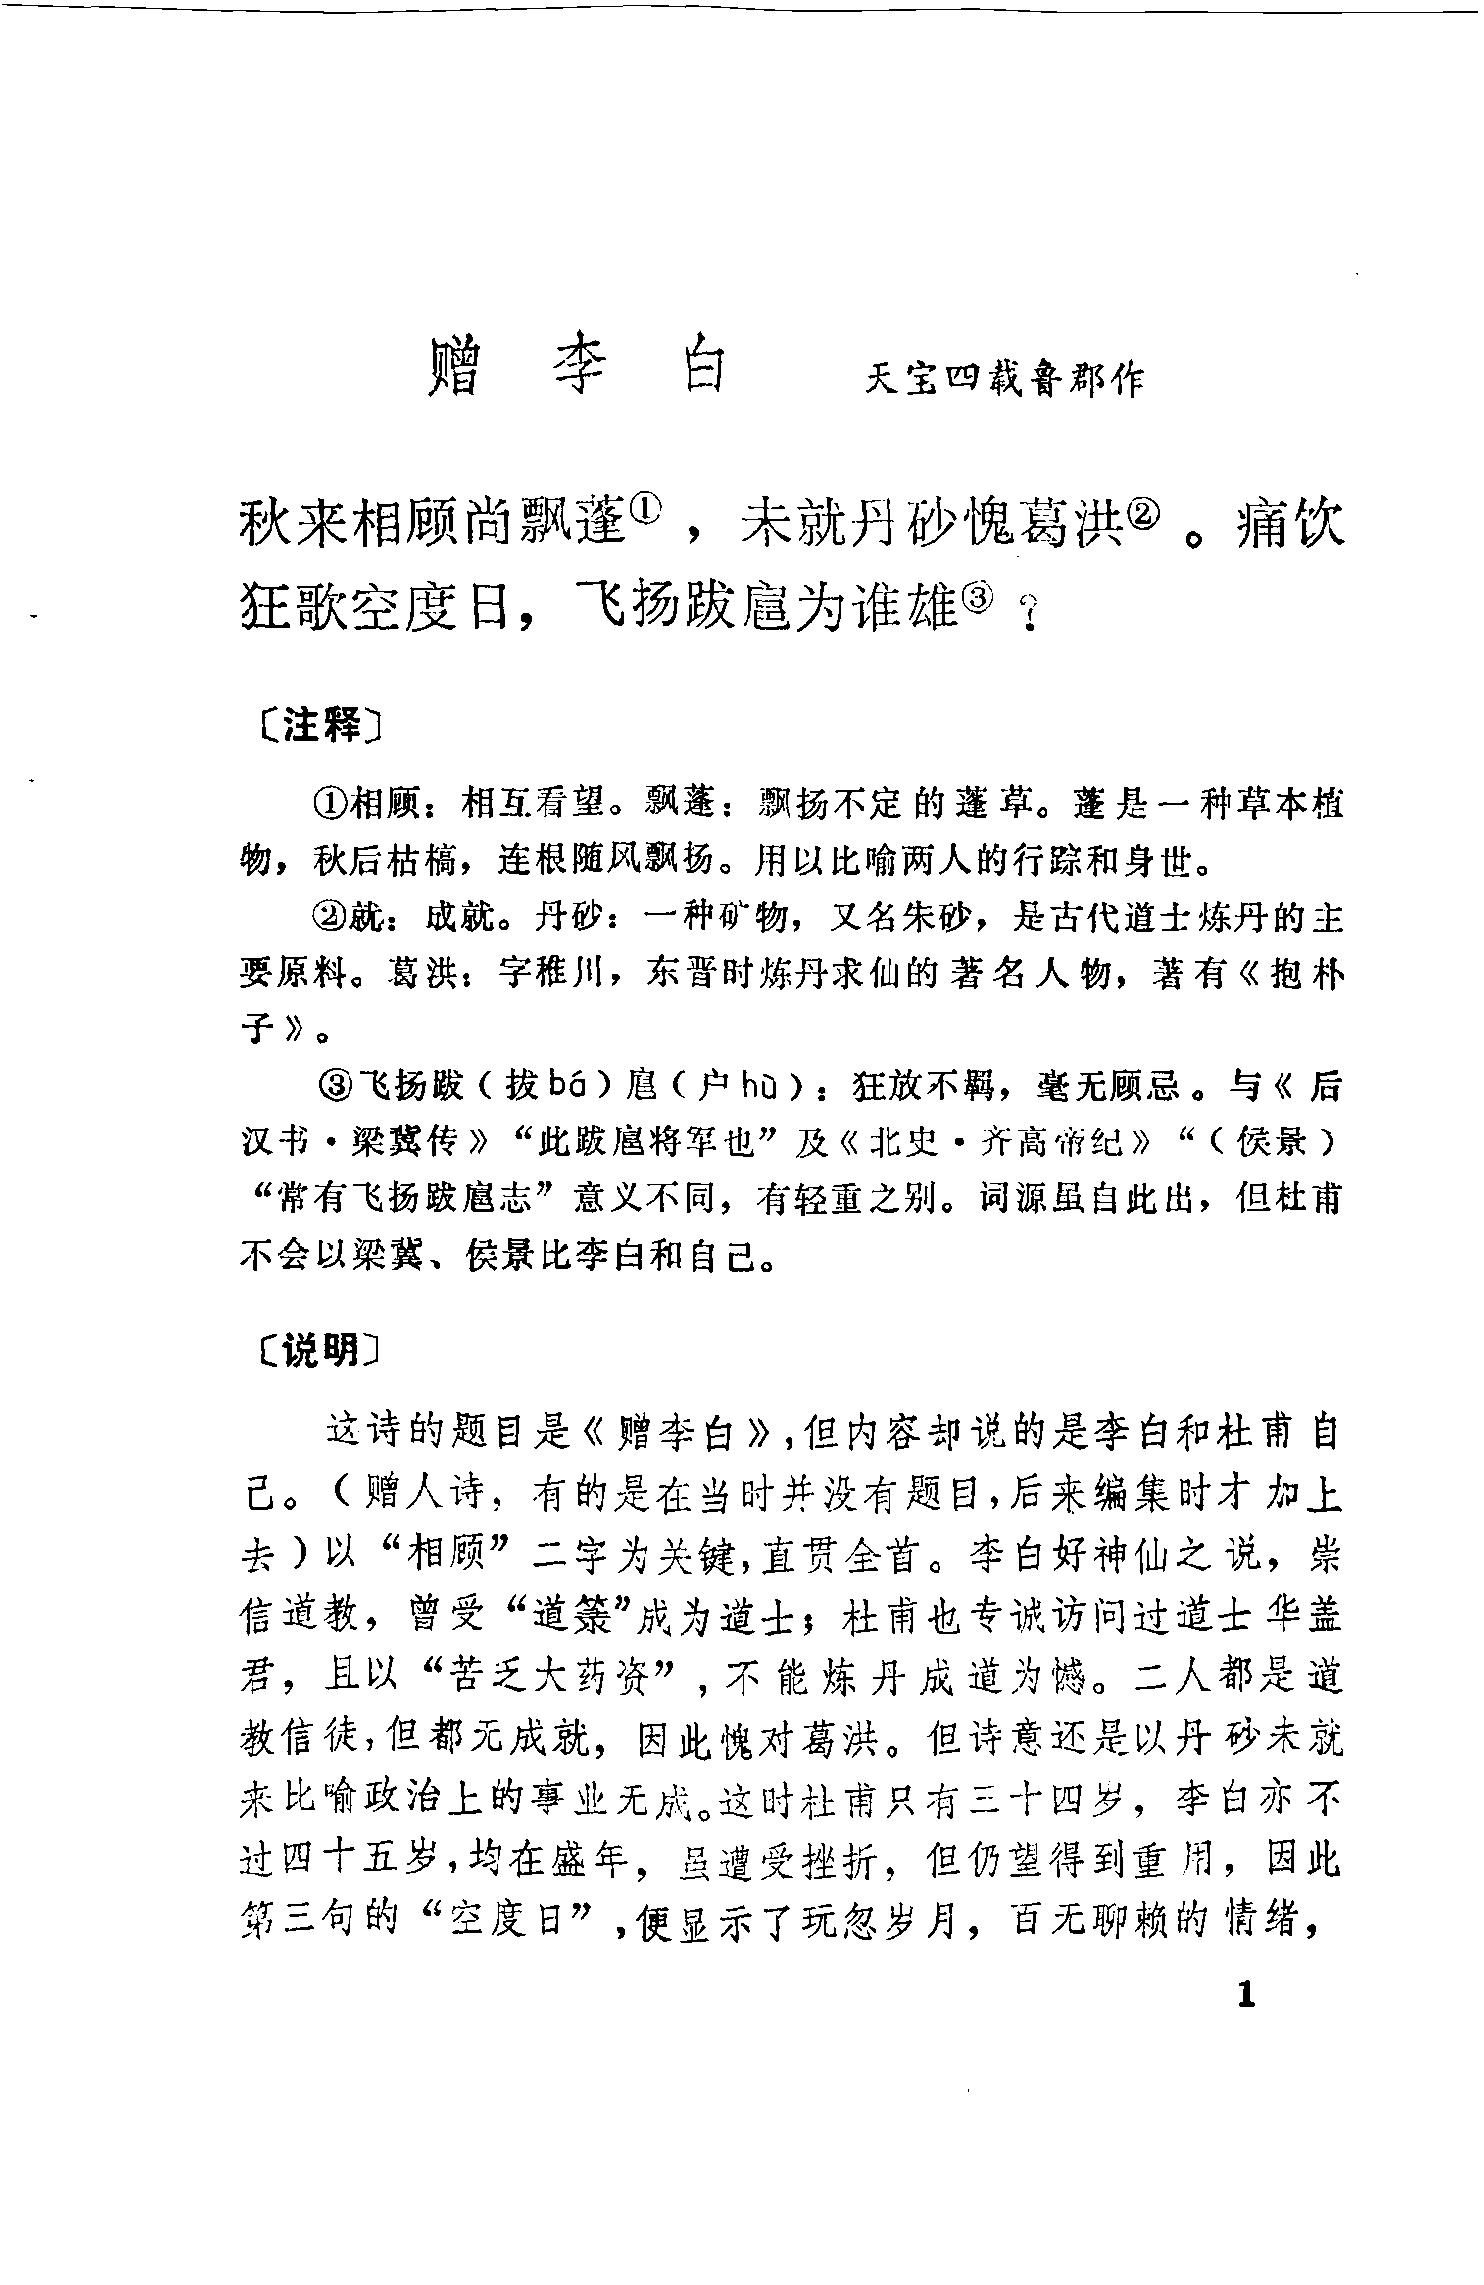 赠李白 天宝四载鲁郡作
秋来相顾尚飘蓬①，未就丹砂愧葛洪②。痛饮
狂歌空度日，飞扬跋扈为谁雄③？
〔注释〕
①相顾：相互看望。飘蓬：飘扬不定的蓬草。蓬是一种草本植
物，秋后枯槁，连根随风飘扬。用以比喻两人的行踪和身世。
②就：成就。丹砂：一种矿物，又名朱砂，是古代道士炼丹的主
要原料。葛洪：字稚川，东晋时炼丹求仙的著名人物，著有《抱朴
子》。
③飞扬跋（拔bá）扈（户hù）：狂放不羁，毫无顾忌。与《后
汉书·梁冀传》“此跋扈将军也”及《北史·齐高帝纪》“（侯景）
“常有飞扬跋扈志”意义不同，有轻重之别。词源虽自此出，但杜甫
不会以梁冀、侯景比李白和自己。
〔说明〕
这诗的题目是《赠李白》，但内容却说的是李白和杜甫自
己。（赠人诗，有的是在当时并没有题目，后来编集时才加上
去）以“相顾”二字为关键，直贯全首。李白好神仙之说，崇
信道教，曾受“道箓”成为道士；杜甫也专诚访问过道士华盖
君，且以“苦乏大药资”，不能炼丹成道为憾。二人都是道
教信徒，但都无成就，因此愧对葛洪。但诗意还是以丹砂未就
来比喻政治上的事业无成。这时杜甫只有三十四岁，李白亦不
过四十五岁，均在盛年，虽遭受挫折，但仍望得到重用，因此
第三句的“空度日”，便显示了玩忽岁月，百无聊赖的情绪，
1